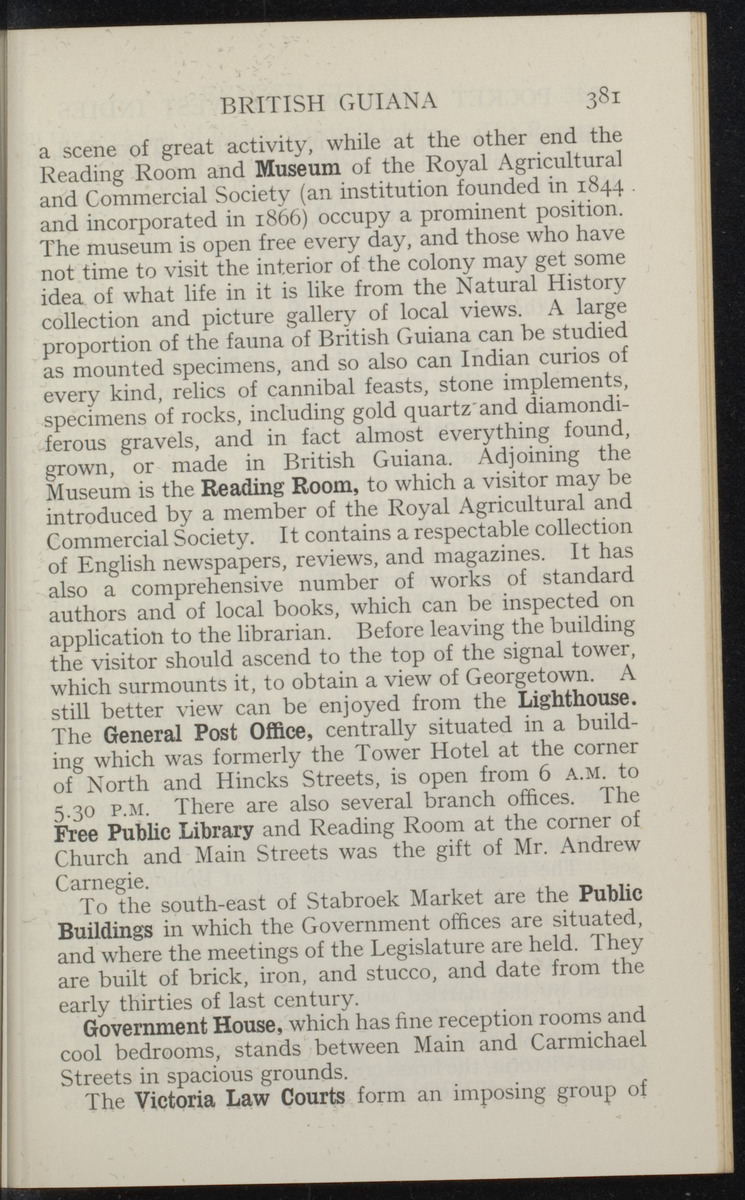 BRITISH GUIANA 381
a scene of great activity, while at the other end the
Reading Room and Museum of the Royal Agricultural
and Commercial Society (an institution founded in 1844
and incorporated in 1866) occupy a prominent position.
The museum is open free every day, and those who have
not time to visit the interior of the colony may get some
idea of what life in it is like from the Natural History
collection and picture gallery of local views. A large
proportion of the fauna of British Guiana can be studied
as mounted specimens, and so also can Indian curios of
every kind, relics of cannibal feasts, stone implements,
specimens of rocks, including gold quartz and diamondi-
ferous gravels, and in fact almost everything found,
grown, or made in British Guiana. Adjoining the
Museum is the Reading Room, to which a visitor may be
introduced by a member of the Royal Agricultural and
Commercial Society. It contains a respectable collection
of English newspapers, reviews, and magazines. It has
also a comprehensive number of works of standard
authors and of local books, which can be inspected on
application to the librarian. Before leaving the building
the visitor should ascend to the top of the signal tower,
which surmounts it, to obtain a view of Georgetown. A
still better view can be enjoyed from the Lighthouse.
The General Post Office, centrally situated in a build-
ing which was formerly the Tower Hotel at the corner
of North and Hincks Streets, is open from 6 A.M. to
5.30 P.M. There are also several branch offices. The
Free Public Library and Reading Room at the corner of
Church and Main Streets was the gift of Mr. Andrew
Carnegie.
To the south-east of Stabroek Market are the Public
Buildings in which the Government offices are situated,
and where the meetings of the Legislature are held. They
are built of brick, iron, and stucco, and date from the
early thirties of last century.
Government House, which has fine reception rooms and
cool bedrooms, stands between Main and Carmichael
Streets in spacious grounds.
The Victoria Law Courts form an imposing group of